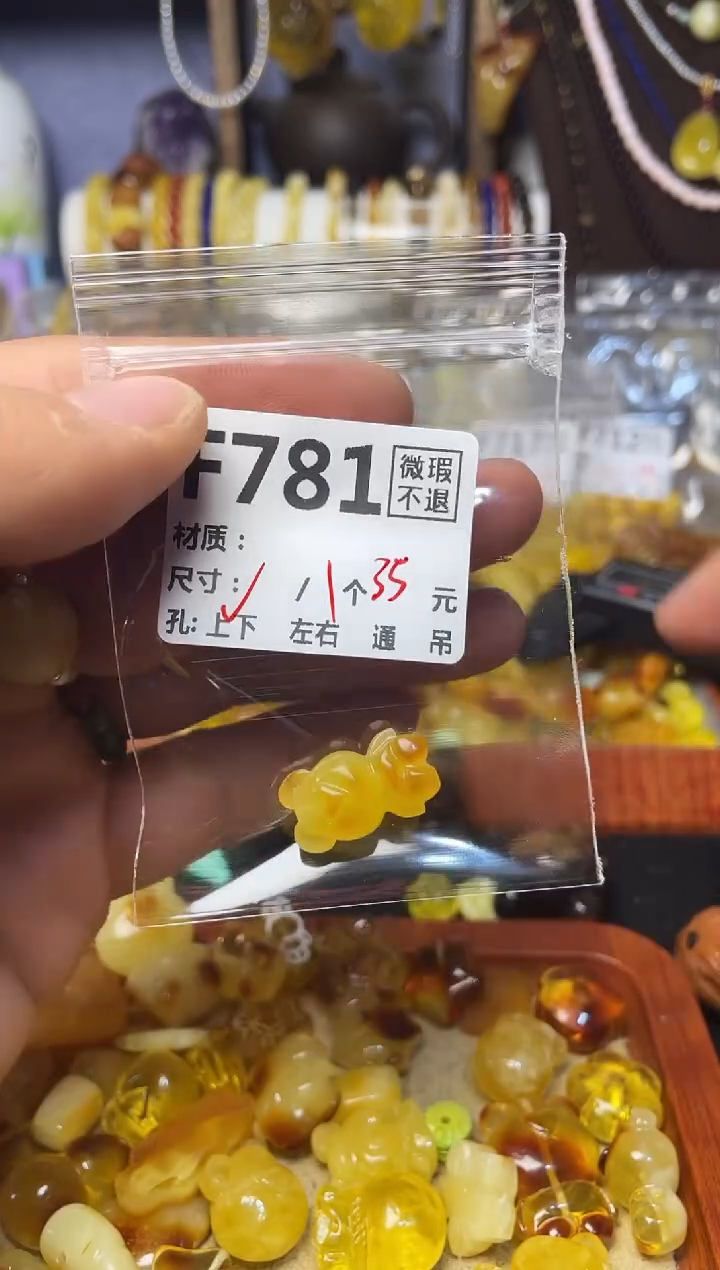 F781 微瑕
不退
材质：
尺寸： / 1个 35 元
孔: 上下 左右 通 吊